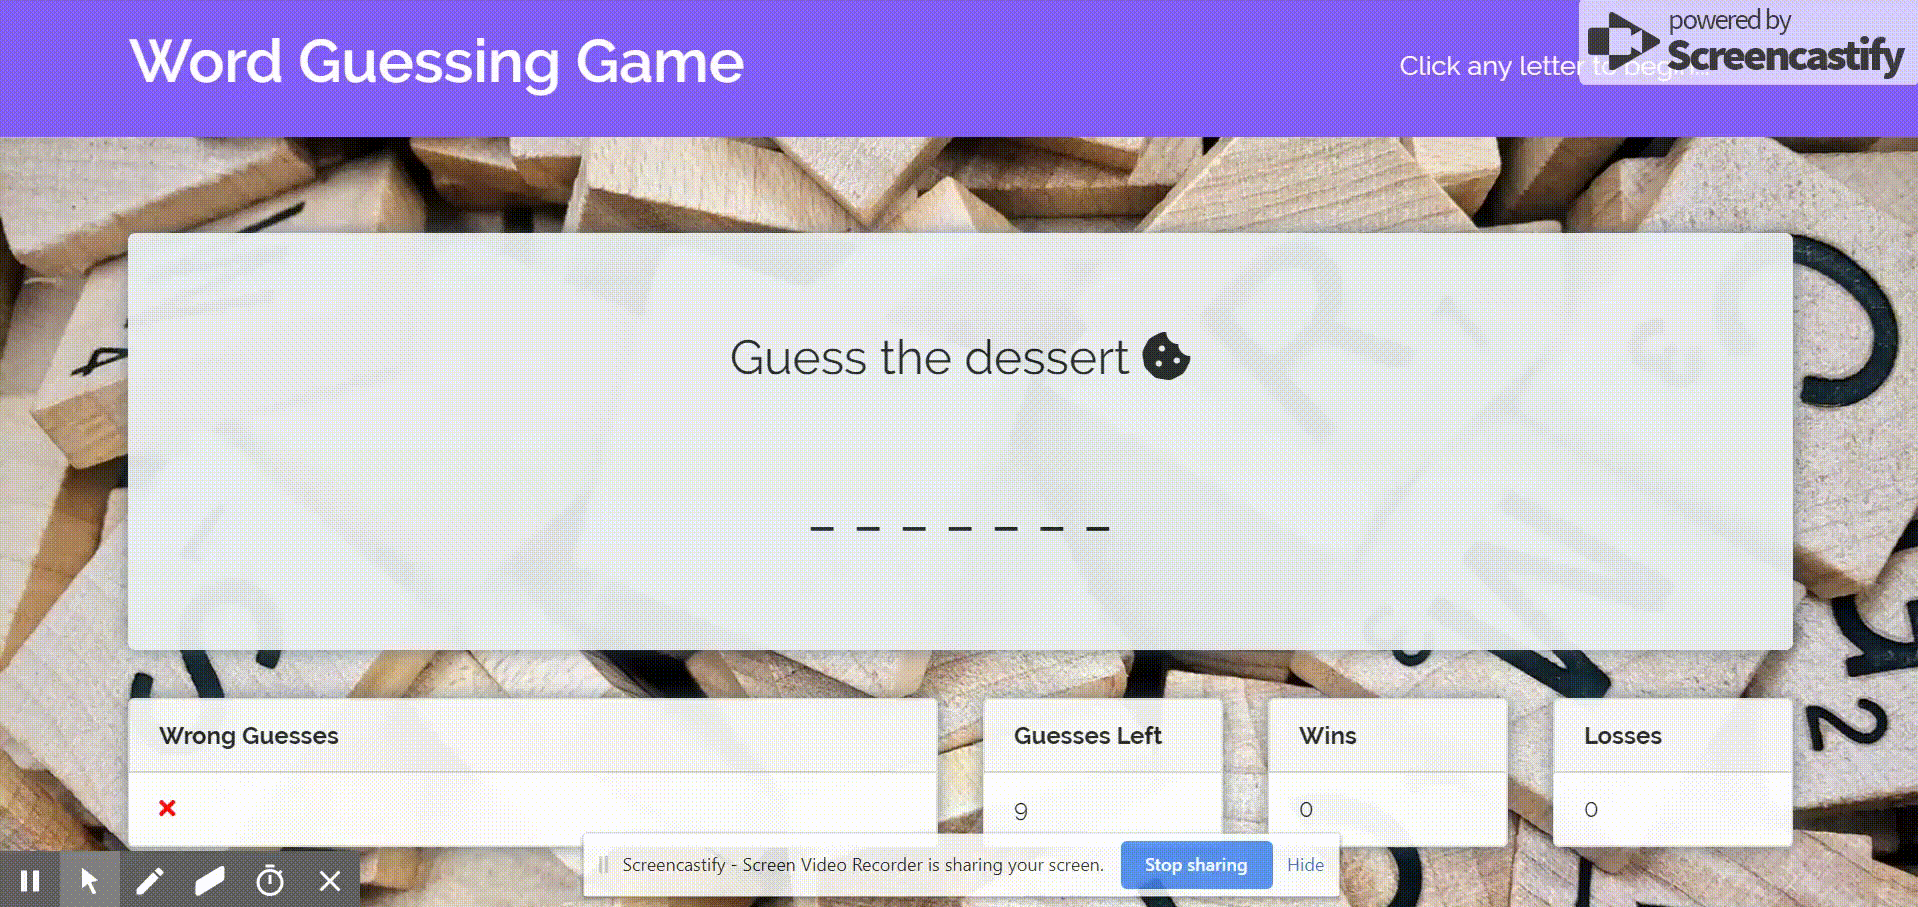 Word Guessing Game
Click any letter to begin...
powered by
Screencastify
Guess the dessert
_ _ _ _ _ _ _
Wrong Guesses
Guesses Left
Wins
Losses
9
0
0
Screencastify - Screen Video Recorder is sharing your screen.
Stop sharing
Hide